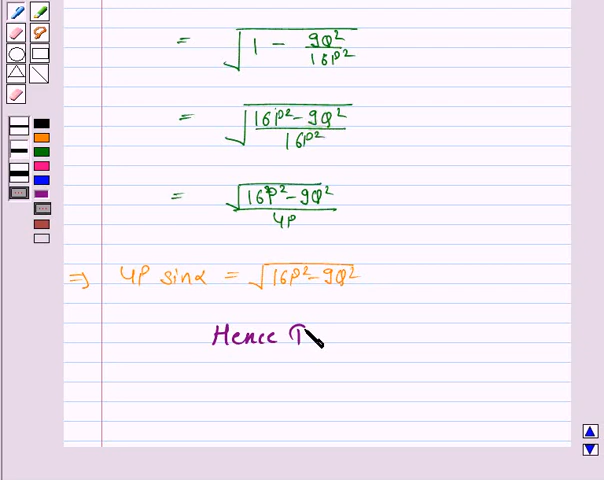 = √(1 - 9Q²/16P²)
= √((16P² - 9Q²)/16P²)
= √(16P² - 9Q²)/4P
⇒ 4P sinα = √(16P² - 9Q²)
Hence